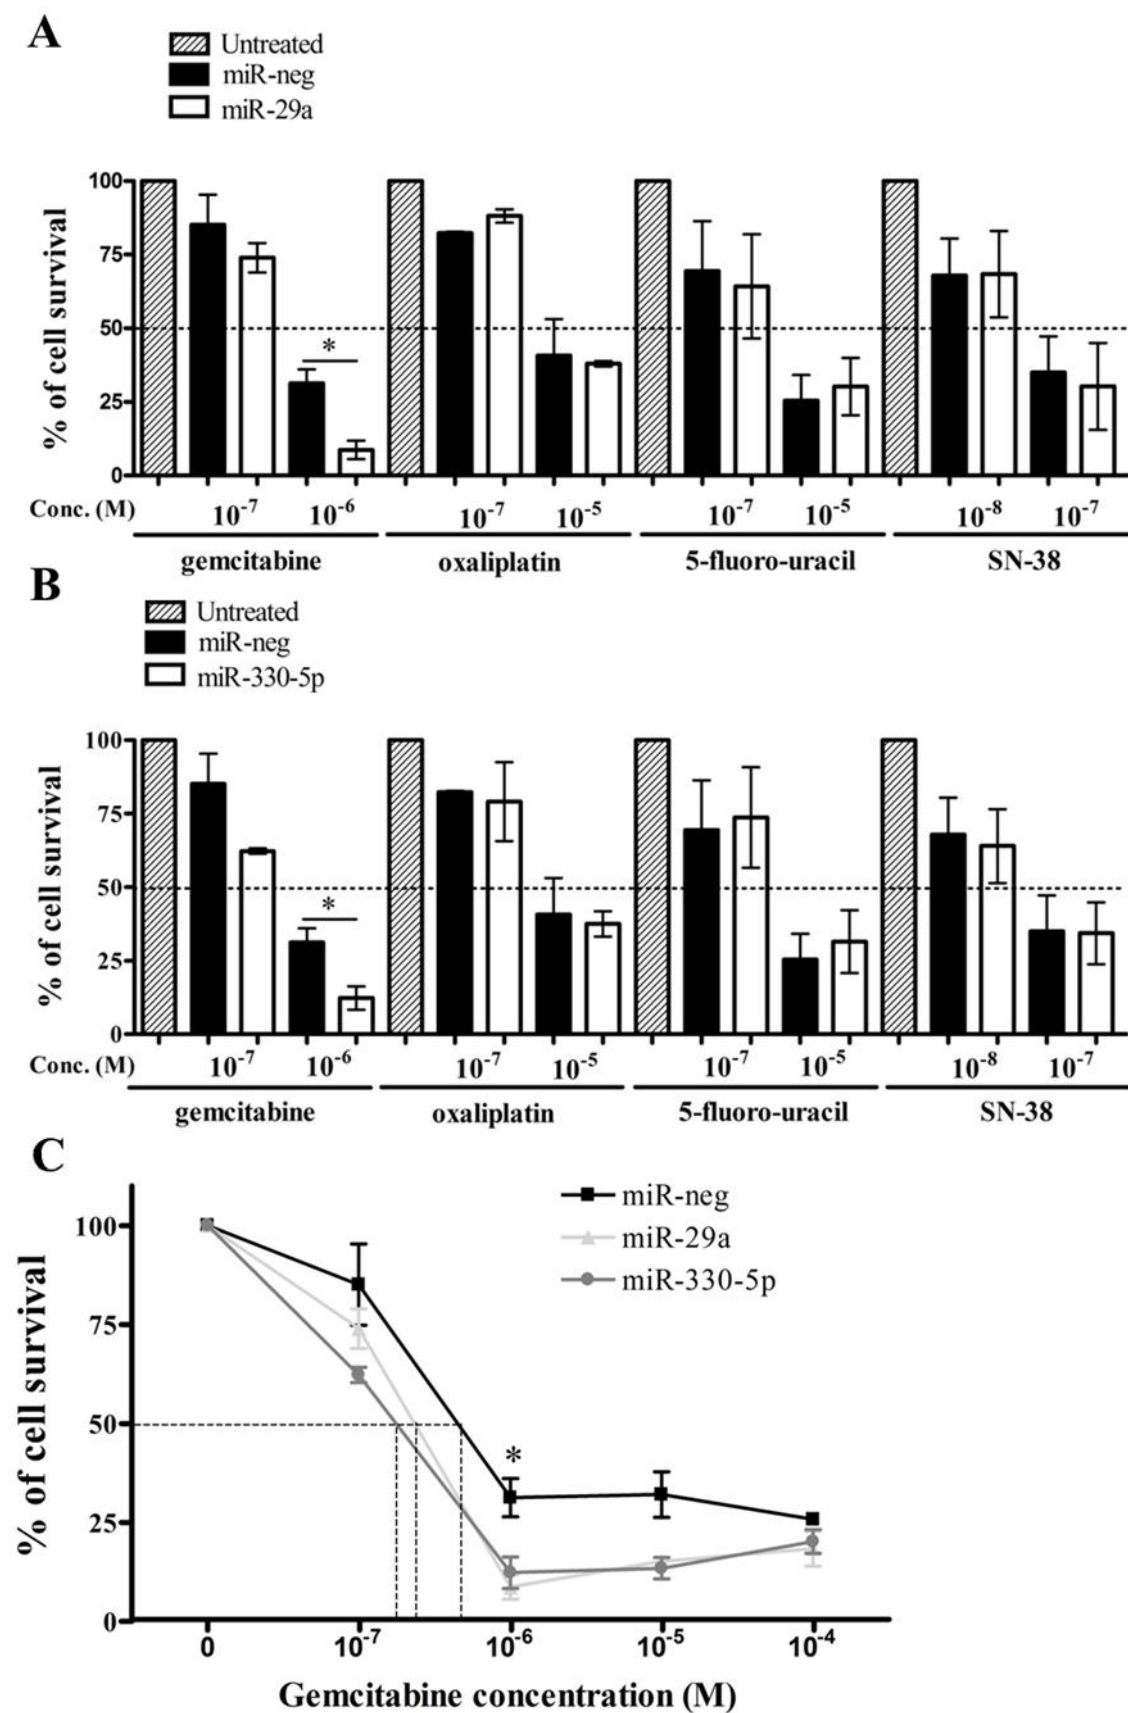 A
Untreated
miR-neg
miR-29a
% of cell survival
100
75
50
25
0
*
Conc. (M) 10⁻⁷ 10⁻⁶ 10⁻⁷ 10⁻⁵ 10⁻⁷ 10⁻⁵ 10⁻⁸ 10⁻⁷
gemcitabine oxaliplatin 5-fluoro-uracil SN-38
B
Untreated
miR-neg
miR-330-5p
% of cell survival
100
75
50
25
0
*
Conc. (M) 10⁻⁷ 10⁻⁶ 10⁻⁷ 10⁻⁵ 10⁻⁷ 10⁻⁵ 10⁻⁸ 10⁻⁷
gemcitabine oxaliplatin 5-fluoro-uracil SN-38
C
miR-neg
miR-29a
miR-330-5p
% of cell survival
100
75
50
25
0
*
0 10⁻⁷ 10⁻⁶ 10⁻⁵ 10⁻⁴
Gemcitabine concentration (M)